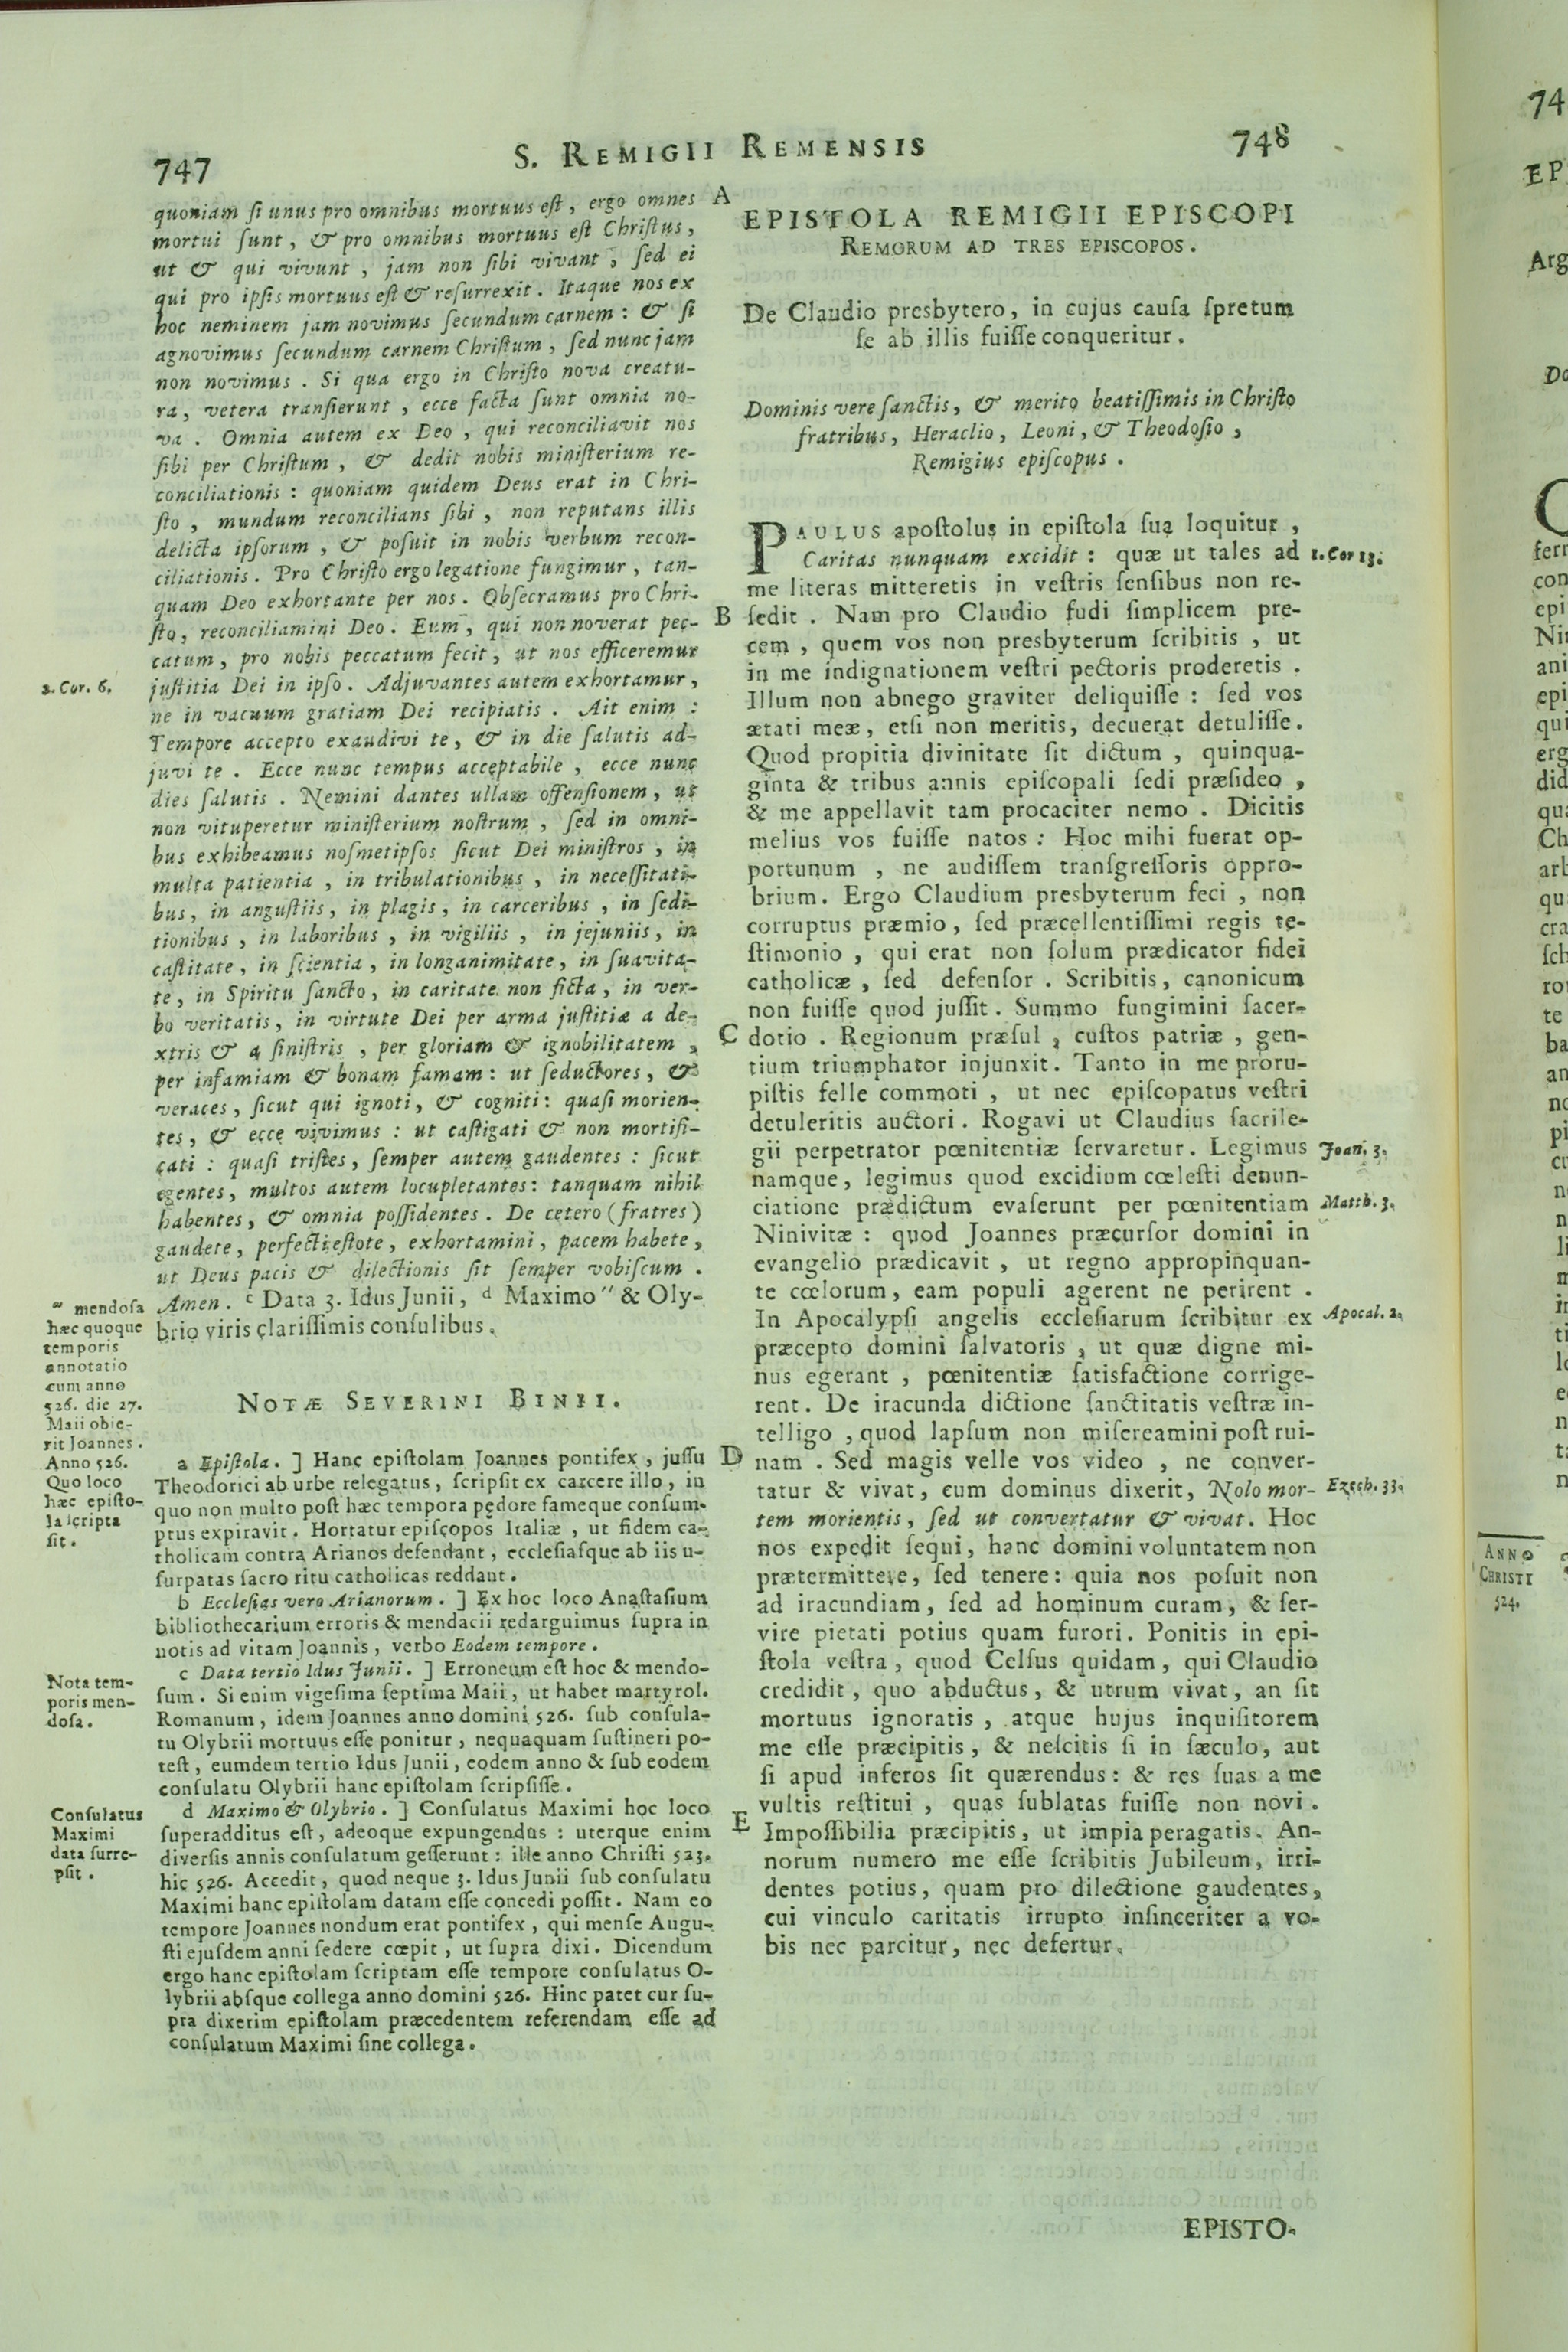 747
S. REMIGII REMENSIS
748
quoniam ſi unus pro omnibus mortuus eſt, ergo omnes
mortui ſunt, & pro omnibus mortuus eſt Chriſtus,
ut & qui vivunt, jam non ſibi vivant, ſed ei
qui pro ipſis mortuus eſt & reſurrexit. Itaque nos ex
hoc neminem jam novimus ſecundum carnem: & ſi
agnovimus ſecundum carnem Chriſtum, ſed nunc jam
non novimus. Si qua ergo in Chriſto nova creatu-
ra, vetera tranſierunt, ecce facta ſunt omnia no-
va. Omnia autem ex Deo, qui reconciliavit nos
ſibi per Chriſtum, & dedit nobis miniſterium re-
conciliationis: quoniam quidem Deus erat in Chri-
ſto, mundum reconcilians ſibi, non reputans illis
delicta ipſorum, & poſuit in nobis verbum recon-
ciliationis. Pro Chriſto ergo legatione fungimur, tan-
quam Deo exhortante per nos. Obſecramus pro Chri-
ſto, reconciliamini Deo. Eum, qui non noverat pec-
catum, pro nobis peccatum fecit, ut nos efficeremur
2. Cor. 6.
juſtitia Dei in ipſo. Adjuvantes autem exhortamur,
ne in vacuum gratiam Dei recipiatis. Ait enim:
Tempore accepto exaudivi te, & in die ſalutis ad-
juvi te. Ecce nunc tempus acceptabile, ecce nunc
dies ſalutis. Nemini dantes ullam offenſionem, ut
non vituperetur miniſterium noſtrum, ſed in omni-
bus exhibeamus noſmetipſos ſicut Dei miniſtros, in
multa patientia, in tribulationibus, in neceſſitati-
bus, in anguſtiis, in plagis, in carceribus, in ſedi-
tionibus, in laboribus, in vigiliis, in jejuniis, in
caſtitate, in ſcientia, in longanimitate, in ſuavita-
te, in Spiritu ſancto, in caritate non ficta, in ver-
bo veritatis, in virtute Dei per arma juſtitiæ a de-
xtris & a ſiniſtris, per gloriam & ignobilitatem,
per infamiam & bonam famam: ut ſeductores, &
veraces, ſicut qui ignoti, & cogniti: quaſi morien-
tes, & ecce vivimus: ut caſtigati & non mortifi-
cati: quaſi triſtes, ſemper autem gaudentes: ſicut
egentes, multos autem locupletantes: tanquam nihil
habentes, & omnia poſſidentes. De cetero (fratres)
gaudete, perfecti eſtote, exhortamini, pacem habete,
ut Deus pacis & dilectionis ſit ſemper vobiſcum.
Amen. c Data 3. Idus Junii, d Maximo" & Oly-
brio viris clariſſimis conſulibus.
" mendoſa
hæc quoque
temporis
annotatio
cum anno
526. die 27.
Maii obie-
rit Joannes.
Anno 526.
Quo loco
hæc epiſto-
la ſcripta
ſit.
NOTÆ SEVERINI BINII.
a Epiſtola.] Hanc epiſtolam Joannes pontifex, juſſu
Theodorici ab urbe relegatus, ſcripſit ex carcere illo, in
quo non multo poſt hæc tempora pedore fameque conſum-
ptus expiravit. Hortatur epiſcopos Italiæ, ut fidem ca-
tholicam contra Arianos defendant, eccleſiaſque ab iis u-
ſurpatas ſacro ritu catholicas reddant.
b Eccleſias vero Arianorum.] Ex hoc loco Anaſtaſium
bibliothecarium erroris & mendacii redarguimus ſupra in
notis ad vitam Joannis, verbo Eodem tempore.
c Data tertio Idus Junii.] Erroneum eſt hoc & mendo-
ſum. Si enim vigeſima ſeptima Maii, ut habet martyrol.
Romanum, idem Joannes anno domini 526. ſub conſula-
tu Olybrii mortuus eſſe ponitur, nequaquam ſuſtineri po-
teſt, eumdem tertio Idus Junii, eodem anno & ſub eodem
conſulatu Olybrii hanc epiſtolam ſcripſiſſe.
Nota tem-
poris men-
doſa.
d Maximo & Olybrio.] Conſulatus Maximi hoc loco
ſuperadditus eſt, adeoque expungendus: uterque enim
diverſis annis conſulatum geſſerunt: ille anno Chriſti 523.
hic 526. Accedit, quod neque 3. Idus Junii ſub conſulatu
Maximi hanc epiſtolam datam eſſe concedi poſſit. Nam eo
tempore Joannes nondum erat pontifex, qui menſe Augu-
ſti ejuſdem anni ſedere cœpit, ut ſupra dixi. Dicendum
ergo hanc epiſtolam ſcriptam eſſe tempore conſulatus O-
lybrii abſque collega anno domini 526. Hinc patet cur ſu-
pra dixerim epiſtolam præcedentem referendam eſſe ad
conſulatum Maximi ſine collega.
Conſulatus
Maximi
data ſurre-
pſit.
A
B
C
D
E
EPISTOLA REMIGII EPISCOPI
REMORUM AD TRES EPISCOPOS.
De Claudio presbytero, in cujus cauſa ſpretum
ſe ab illis fuiſſe conqueritur.
Dominis vere ſanctis, & merito beatiſſimis in Chriſto
fratribus, Heraclio, Leoni, & Theodoſio,
Remigius epiſcopus.
PAULUS apoſtolus in epiſtola ſua loquitur,
Caritas nunquam excidit: quæ ut tales ad
1. Cor 13.
me literas mitteretis in veſtris ſenſibus non re-
ſedit. Nam pro Claudio fudi ſimplicem pre-
cem, quem vos non presbyterum ſcribitis, ut
in me indignationem veſtri pectoris proderetis.
Illum non abnego graviter deliquiſſe: ſed vos
ætati meæ, etſi non meritis, decuerat detuliſſe.
Quod propitia divinitate ſit dictum, quinqua-
ginta & tribus annis epiſcopali ſedi præſideo,
& me appellavit tam procaciter nemo. Dicitis
melius vos fuiſſe natos: Hoc mihi fuerat op-
portunum, ne audiſſem tranſgreſſoris oppro-
brium. Ergo Claudium presbyterum feci, non
corruptus præmio, ſed præcellentiſſimi regis te-
ſtimonio, qui erat non ſolum prædicator fidei
catholicæ, ſed defenſor. Scribitis, canonicum
non fuiſſe quod juſſit. Summo fungimini ſacer-
dotio. Regionum præſul, cuſtos patriæ, gen-
tium triumphator injunxit. Tanto in me proru-
piſtis felle commoti, ut nec epiſcopatus veſtri
detuleritis auctori. Rogavi ut Claudius ſacrile-
gii perpetrator pœnitentiæ ſervaretur. Legimus
Joan. 3.
namque, legimus quod excidium cœleſti denun-
ciatione prædictum evaſerunt per pœnitentiam
Matth. 3.
Ninivitæ: quod Joannes præcurſor domini in
evangelio prædicavit, ut regno appropinquan-
te cœlorum, eam populi agerent ne perirent.
In Apocalypſi angelis eccleſiarum ſcribitur ex
Apocal. 2.
præcepto domini ſalvatoris, ut quæ digne mi-
nus egerant, pœnitentiæ ſatisfactione corrige-
rent. De iracunda dictione ſanctitatis veſtræ in-
telligo, quod lapſum non miſereamini poſt rui-
nam. Sed magis velle vos video, ne conver-
tatur & vivat, cum dominus dixerit, Nolo mor-
Ezech. 33.
tem morientis, ſed ut convertatur & vivat. Hoc
nos expedit ſequi, hanc domini voluntatem non
prætermittere, ſed tenere: quia nos poſuit non
ad iracundiam, ſed ad hominum curam, & ſer-
vire pietati potius quam furori. Ponitis in epi-
ſtola veſtra, quod Celſus quidam, qui Claudio
credidit, quo abductus, & utrum vivat, an ſit
mortuus ignoratis, atque hujus inquiſitorem
me eſſe præcipitis, & neſcitis ſi in ſæculo, aut
ſi apud inferos ſit quærendus: & res ſuas a me
vultis reſtitui, quas ſublatas fuiſſe non novi.
Impoſſibilia præcipitis, ut impia peragatis. An-
norum numero me eſſe ſcribitis Jubileum, irri-
dentes potius, quam pro dilectione gaudentes,
cui vinculo caritatis irrupto inſinceriter a vo-
bis nec parcitur, nec defertur.
EPISTO-
74
EP
Arg
ANNO
CHRISTI
524.